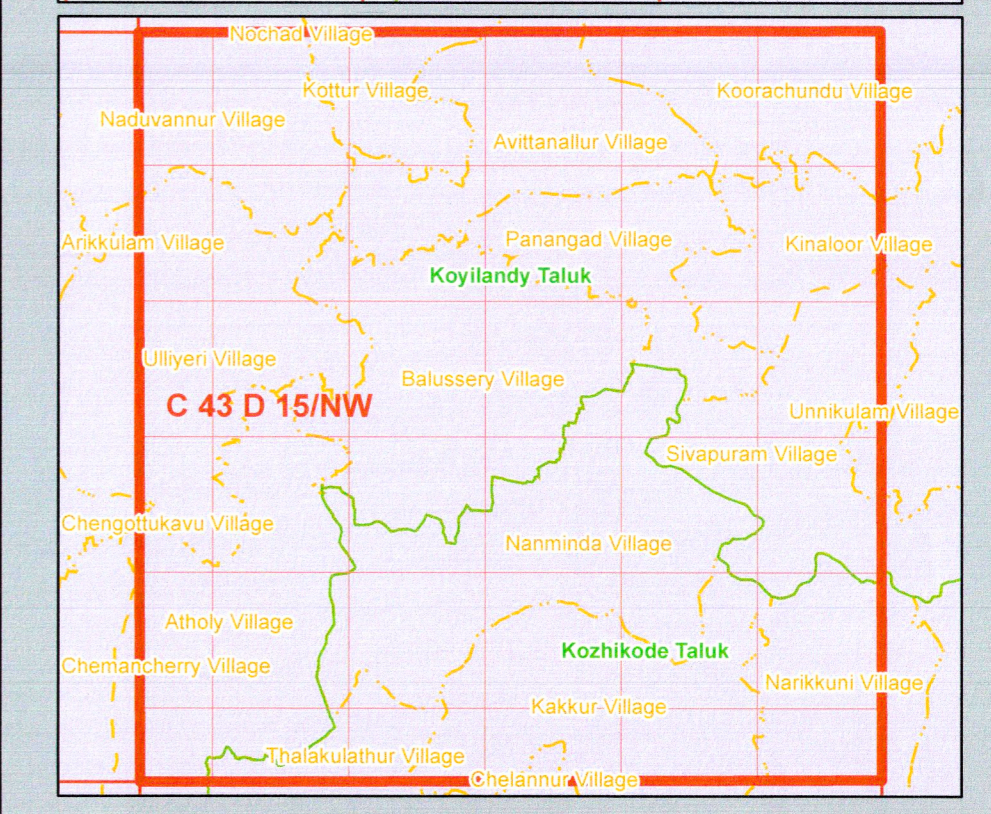 Nochad Village
Kottur Village
Koorachundu Village
Naduvannur Village
Avittanallur Village
Arikkulam Village
Panangad Village
Kinaloor Village
Koyilandy Taluk
Ulliyeri Village
Balussery Village
C 43 D 15/NW
Unnikulam Village
Sivapuram Village
Chengottukavu Village
Nanminda Village
Atholy Village
Kozhikode Taluk
Chemancherry Village
Narikkuni Village
Kakkur Village
Thalakulathur Village
Chelannur Village